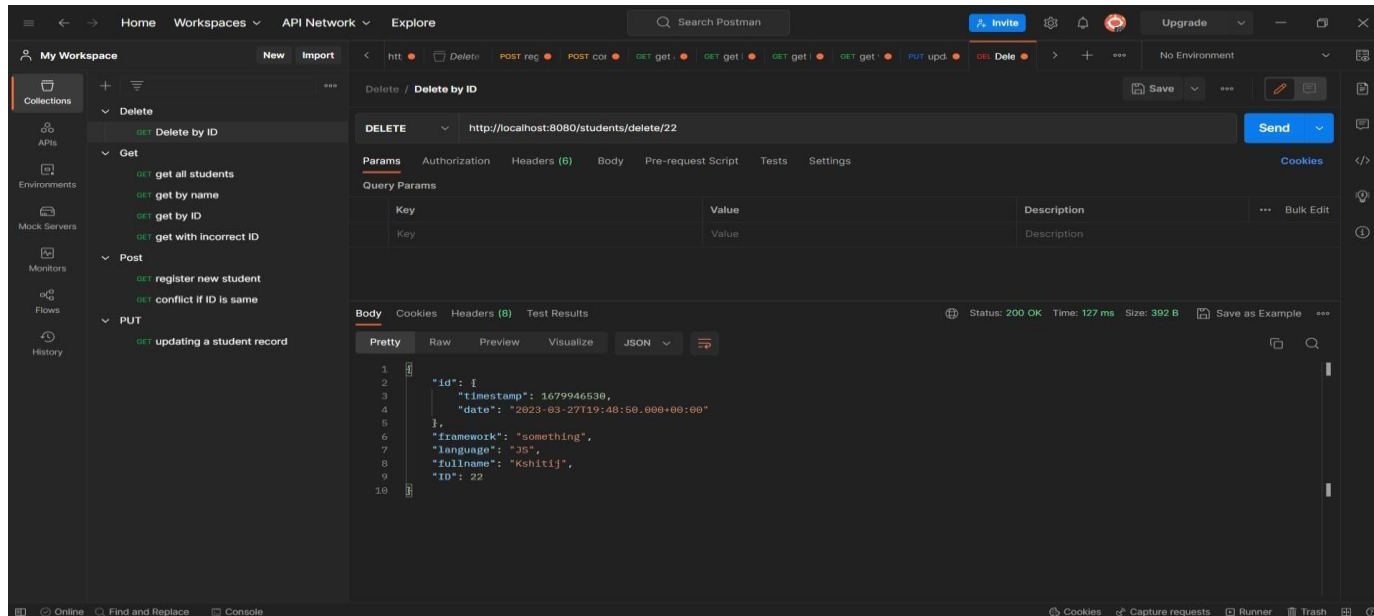 Home Workspaces API Network Explore Search Postman Invite Upgrade
My Workspace New Import htt Delete POST reg POST cor GET get GET get GET get GET get PUT upd DEL Dele No Environment
Collections
APIs
Environments
Mock Servers
Monitors
Flows
History
Delete
GET Delete by ID
Get
GET get all students
GET get by name
GET get by ID
GET get with incorrect ID
Post
GET register new student
GET conflict if ID is same
PUT
GET updating a student record
Delete / Delete by ID Save
DELETE http://localhost:8080/students/delete/22 Send
Params Authorization Headers (6) Body Pre-request Script Tests Settings Cookies
Query Params
Key Value Description Bulk Edit
Key Value Description
Body Cookies Headers (8) Test Results Status: 200 OK Time: 127 ms Size: 392 B Save as Example
Pretty Raw Preview Visualize JSON
1 {
2 "id": {
3 "timestamp": 1679946530,
4 "date": "2023-03-27T19:48:50.000+00:00"
5 },
6 "framework": "something",
7 "language": "JS",
8 "fullname": "Kshitij",
9 "ID": 22
10 }
Online Find and Replace Console Cookies Capture requests Runner Trash